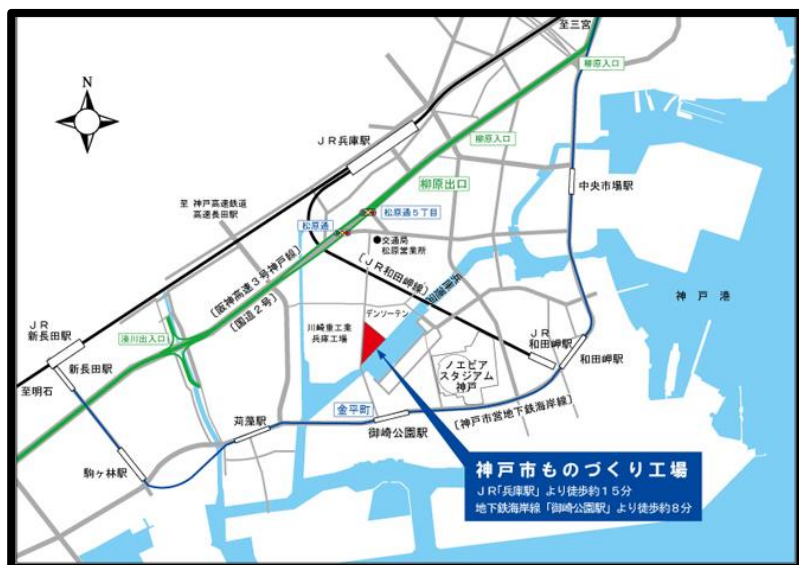 至三宮
柳原入口
N
柳原入口
JR兵庫駅
柳原出口
中央市場駅
至 神戸高速鉄道
高速長田駅
松原通5丁目
松原通
●交通局
松原営業所
〔阪神高速3号神戸線〕
〔国道2号〕
〔JR和田岬線〕
兵庫運河
神戸港
デンソーテン
川崎重工業
兵庫工場
JR
新長田駅
湊川出入口
新長田駅
至明石
JR
和田岬駅
和田岬駅
ノエビア
スタジアム
神戸
金平町
苅藻駅
御崎公園駅
〔神戸市営地下鉄海岸線〕
駒ヶ林駅
神戸市ものづくり工場
JR「兵庫駅」より徒歩約15分
地下鉄海岸線「御崎公園駅」より徒歩約8分